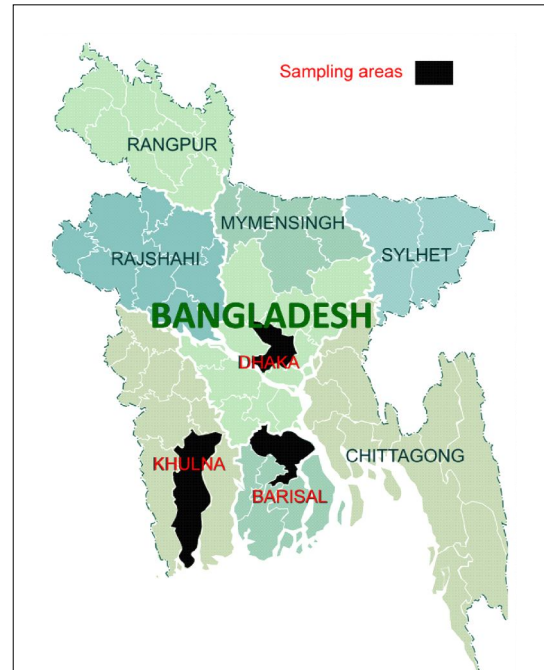 Sampling areas
RANGPUR
MYMENSINGH
RAJSHAHI
SYLHET
BANGLADESH
DHAKA
KHULNA
CHITTAGONG
BARISAL